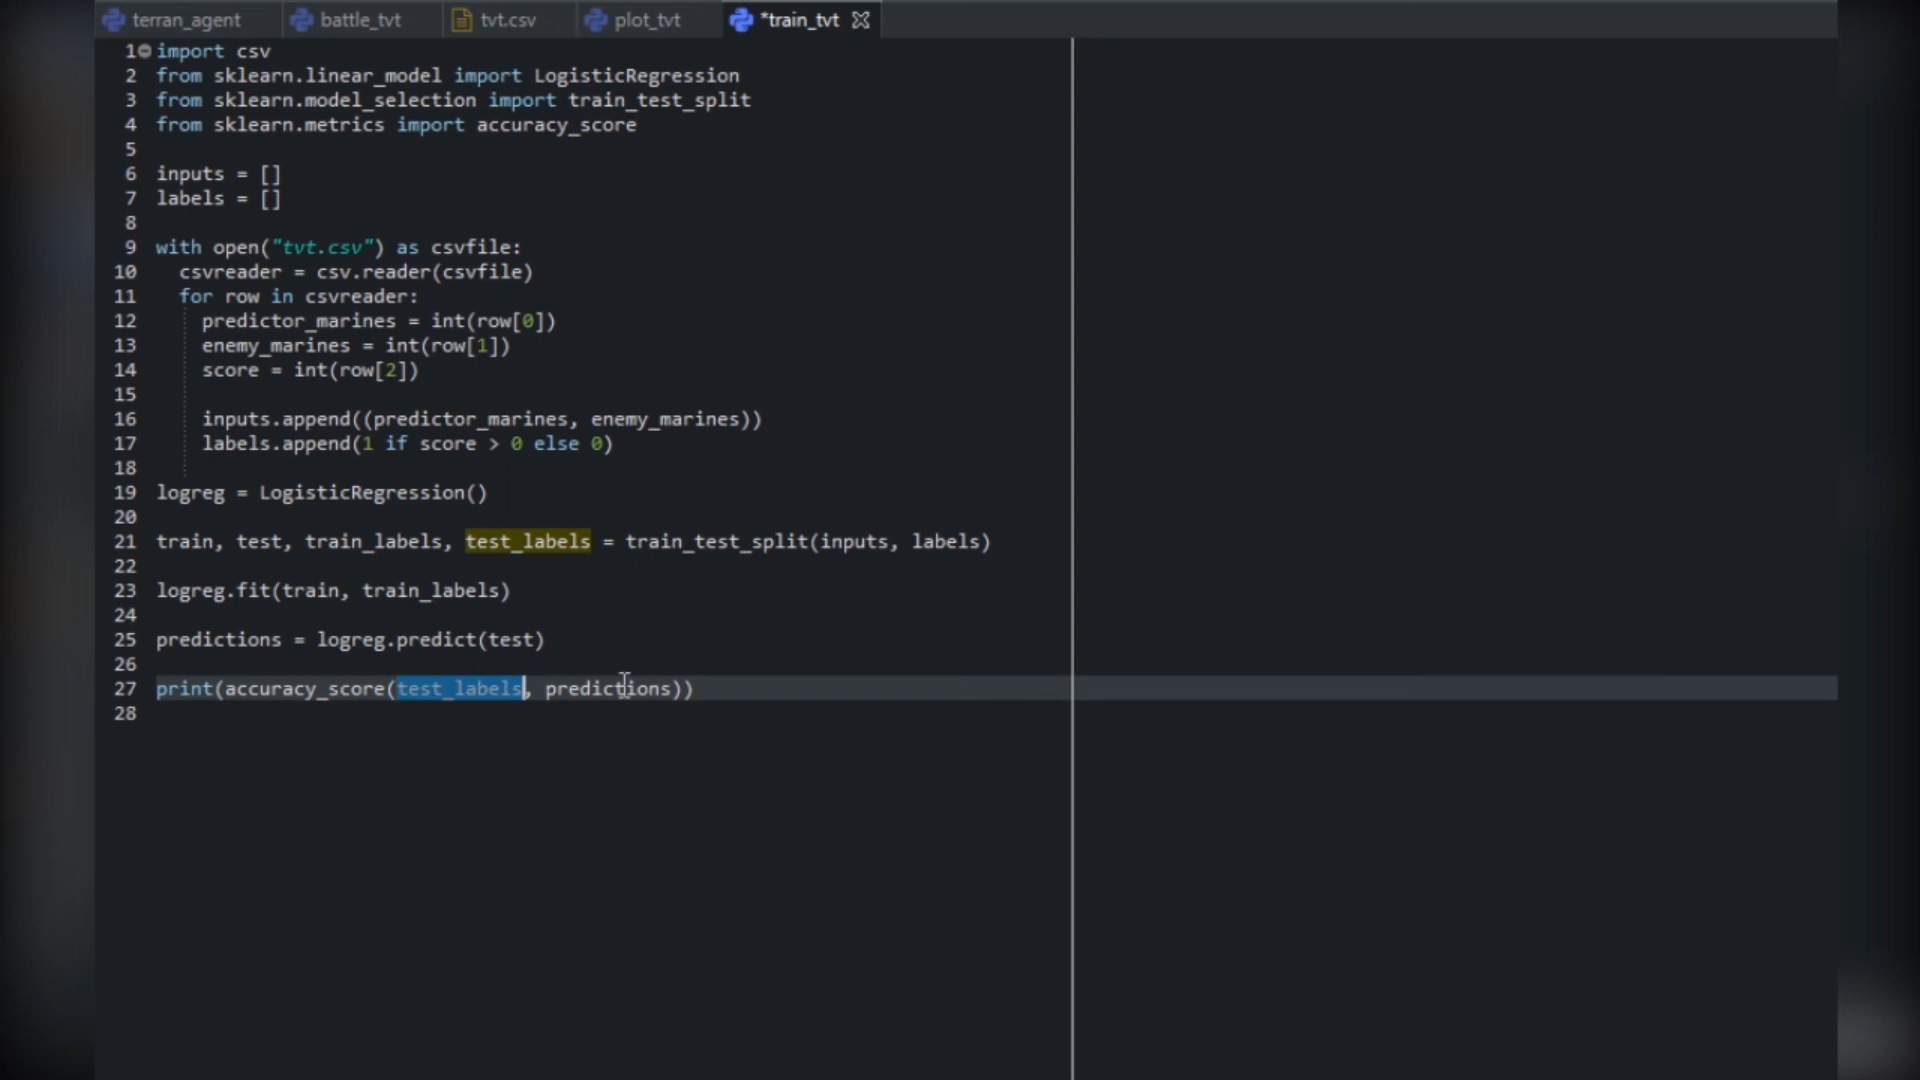 terran_agent battle_tvt tvt.csv plot_tvt *train_tvt
1 import csv
2 from sklearn.linear_model import LogisticRegression
3 from sklearn.model_selection import train_test_split
4 from sklearn.metrics import accuracy_score
5
6 inputs = []
7 labels = []
8
9 with open("tvt.csv") as csvfile:
10   csvreader = csv.reader(csvfile)
11   for row in csvreader:
12     predictor_marines = int(row[0])
13     enemy_marines = int(row[1])
14     score = int(row[2])
15
16     inputs.append((predictor_marines, enemy_marines))
17     labels.append(1 if score > 0 else 0)
18
19 logreg = LogisticRegression()
20
21 train, test, train_labels, test_labels = train_test_split(inputs, labels)
22
23 logreg.fit(train, train_labels)
24
25 predictions = logreg.predict(test)
26
27 print(accuracy_score(test_labels, predictions))
28